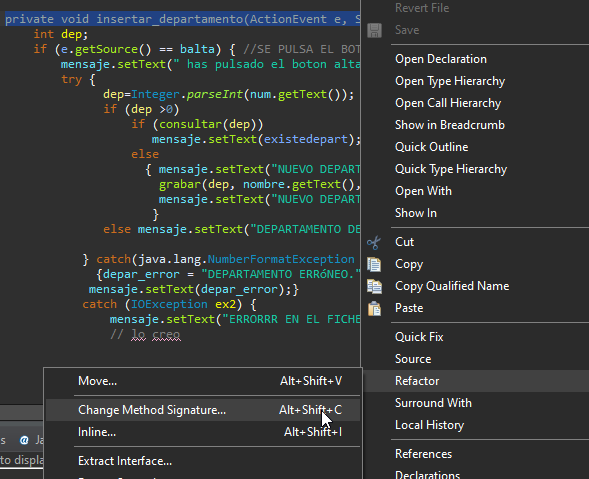 private void insertar_departamento(ActionEvent e, S
int dep;
if (e.getSource() == balta) { //SE PULSA EL BOT
mensaje.setText(" has pulsado el boton alta
try {
dep=Integer.parseInt(num.getText());
if (dep >0)
if (consultar(dep))
mensaje.setText(existedepart);
else
{ mensaje.setText("NUEVO DEPART
grabar(dep, nombre.getText(),
mensaje.setText("NUEVO DEPART
}
else mensaje.setText("DEPARTAMENTO DE
} catch(java.lang.NumberFormatException
{depar_error = "DEPARTAMENTO ERRóNEO."
mensaje.setText(depar_error);}
catch (IOException ex2) {
mensaje.setText("ERRORRR EN EL FICHE
// lo creo
Revert File
Save
Open Declaration
Open Type Hierarchy
Open Call Hierarchy
Show in Breadcrumb
Quick Outline
Quick Type Hierarchy
Open With
Show In
Cut
Copy
Copy Qualified Name
Paste
Quick Fix
Source
Refactor
Surround With
Local History
References
Declarations
Move... Alt+Shift+V
Change Method Signature... Alt+Shift+C
Inline... Alt+Shift+I
Extract Interface...
s @ Ja
to displa